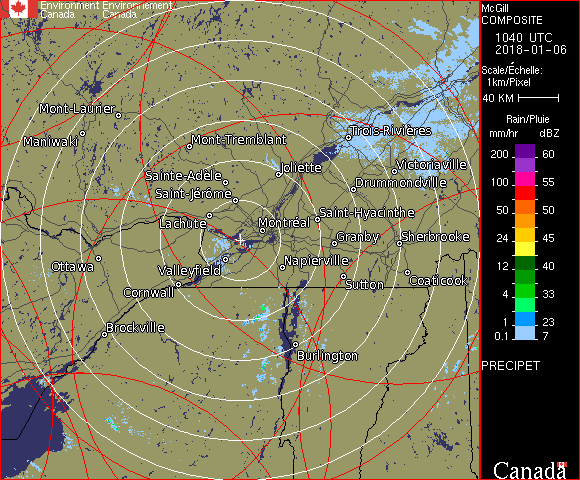 Environment Environnement
Canada Canada
McGill
COMPOSITE
1040 UTC
2018-01-06
Scale/Échelle:
1km/Pixel
40 KM
Rain/Pluie
mm/hr dBZ
200 60
150 57
100 55
50 50
24 45
12 40
4 33
1 23
0.1 7
PRECIPET
Canada
Mont-Laurier
Maniwaki
Mont-Tremblant
Trois-Rivières
Joliette
Victoriaville
Sainte-Adèle
Drummondville
Saint-Jérôme
Saint-Hyacinthe
Lachute
Montréal
Granby
Sherbrooke
Ottawa
Valleyfield
Napierville
Cornwall
Sutton
Coaticook
Brockville
Burlington